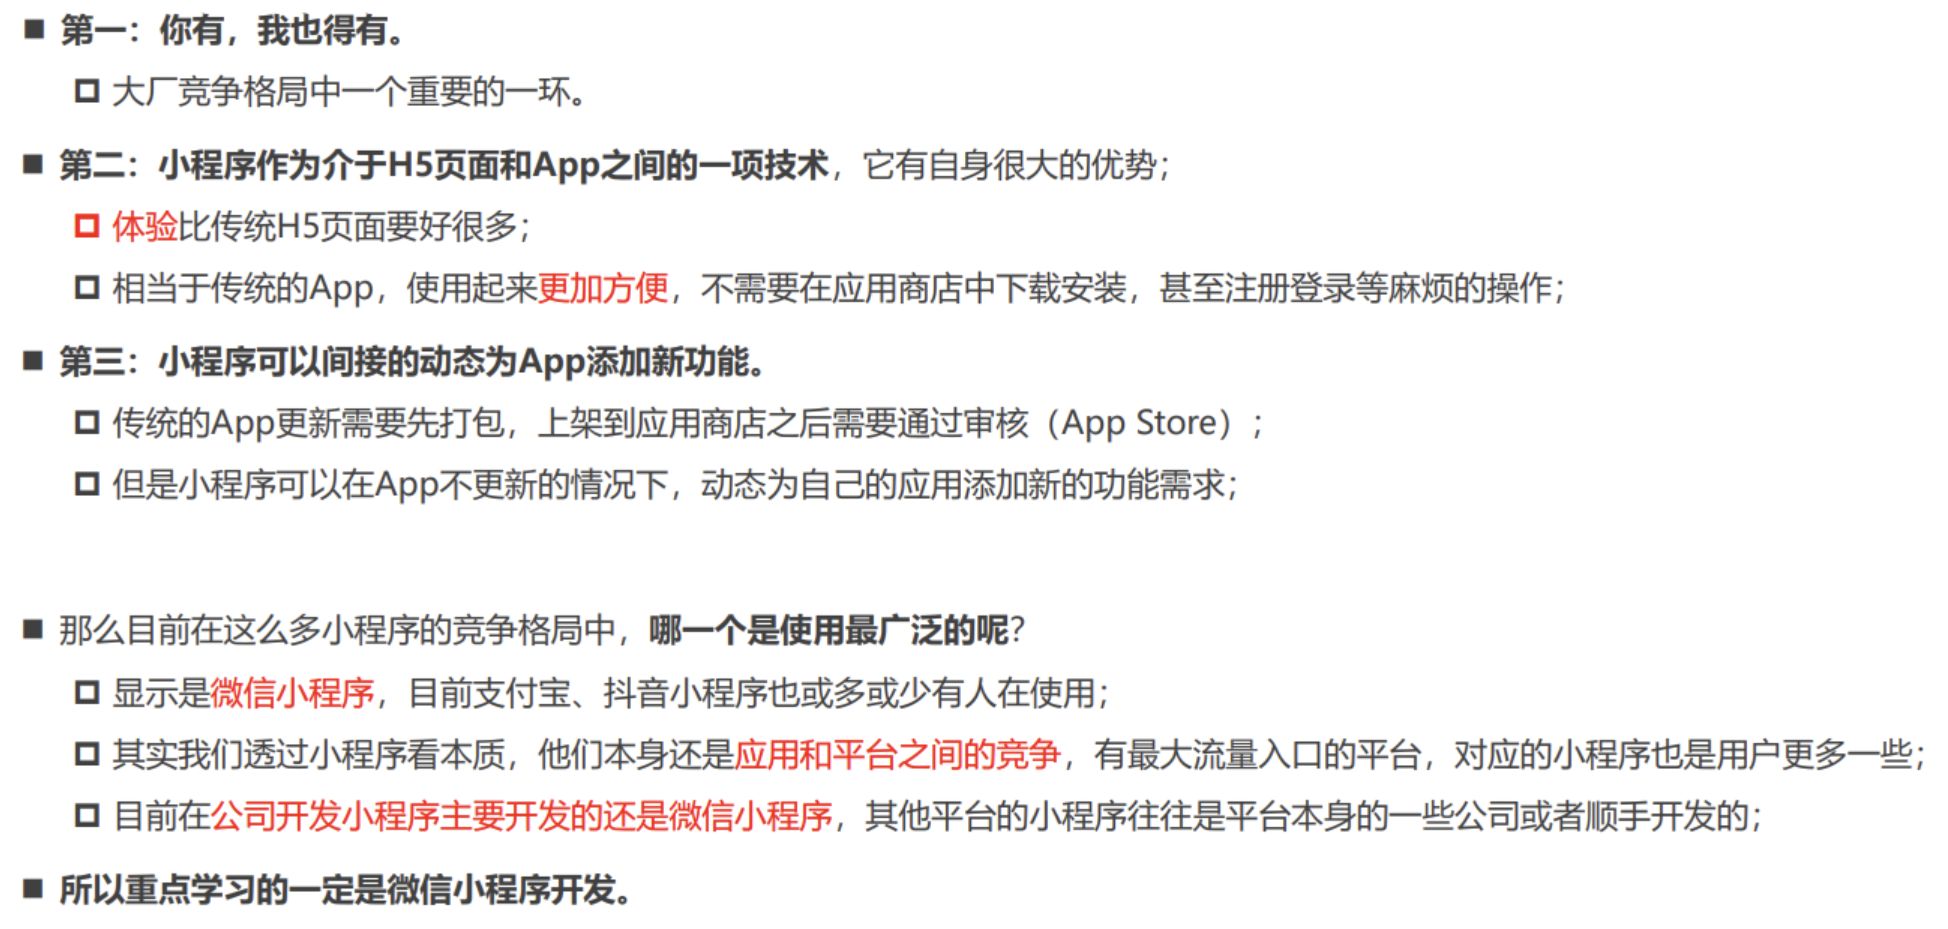 第一：你有，我也得有。
大厂竞争格局中一个重要的一环。
第二：小程序作为介于H5页面和App之间的一项技术，它有自身很大的优势；
体验比传统H5页面要好很多；
相当于传统的App，使用起来更加方便，不需要在应用商店中下载安装，甚至注册登录等麻烦的操作；
第三：小程序可以间接的动态为App添加新功能。
传统的App更新需要先打包，上架到应用商店之后需要通过审核（App Store）；
但是小程序可以在App不更新的情况下，动态为自己的应用添加新的功能需求；
那么目前在这么多小程序的竞争格局中，哪一个是使用最广泛的呢？
显示是微信小程序，目前支付宝、抖音小程序也或多或少有人在使用；
其实我们透过小程序看本质，他们本身还是应用和平台之间的竞争，有最大流量入口的平台，对应的小程序也是用户更多一些；
目前在公司开发小程序主要开发的还是微信小程序，其他平台的小程序往往是平台本身的一些公司或者顺手开发的；
所以重点学习的一定是微信小程序开发。